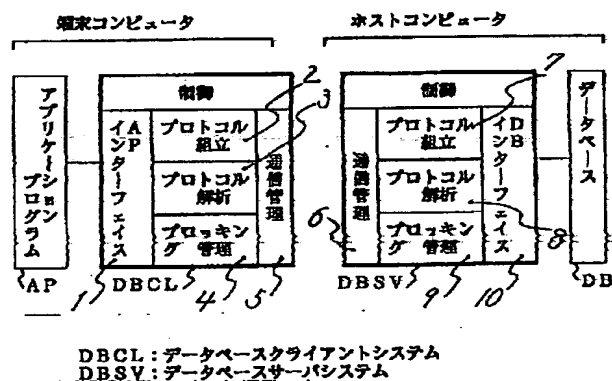 端末コンピュータ
ホストコンピュータ
アプリケーションプログラム
制御
APインターフェイス
プロトコル組立
プロトコル解析
ブロッキング管理
通信管理
2
3
制御
通信管理
プロトコル組立
プロトコル解析
ブロッキング管理
DBインターフェイス
データベース
7
6
8
AP
1
DBCL
4
5
DBSV
9
10
DB
DBCL:データベースクライアントシステム
DBSV:データベースサーバシステム